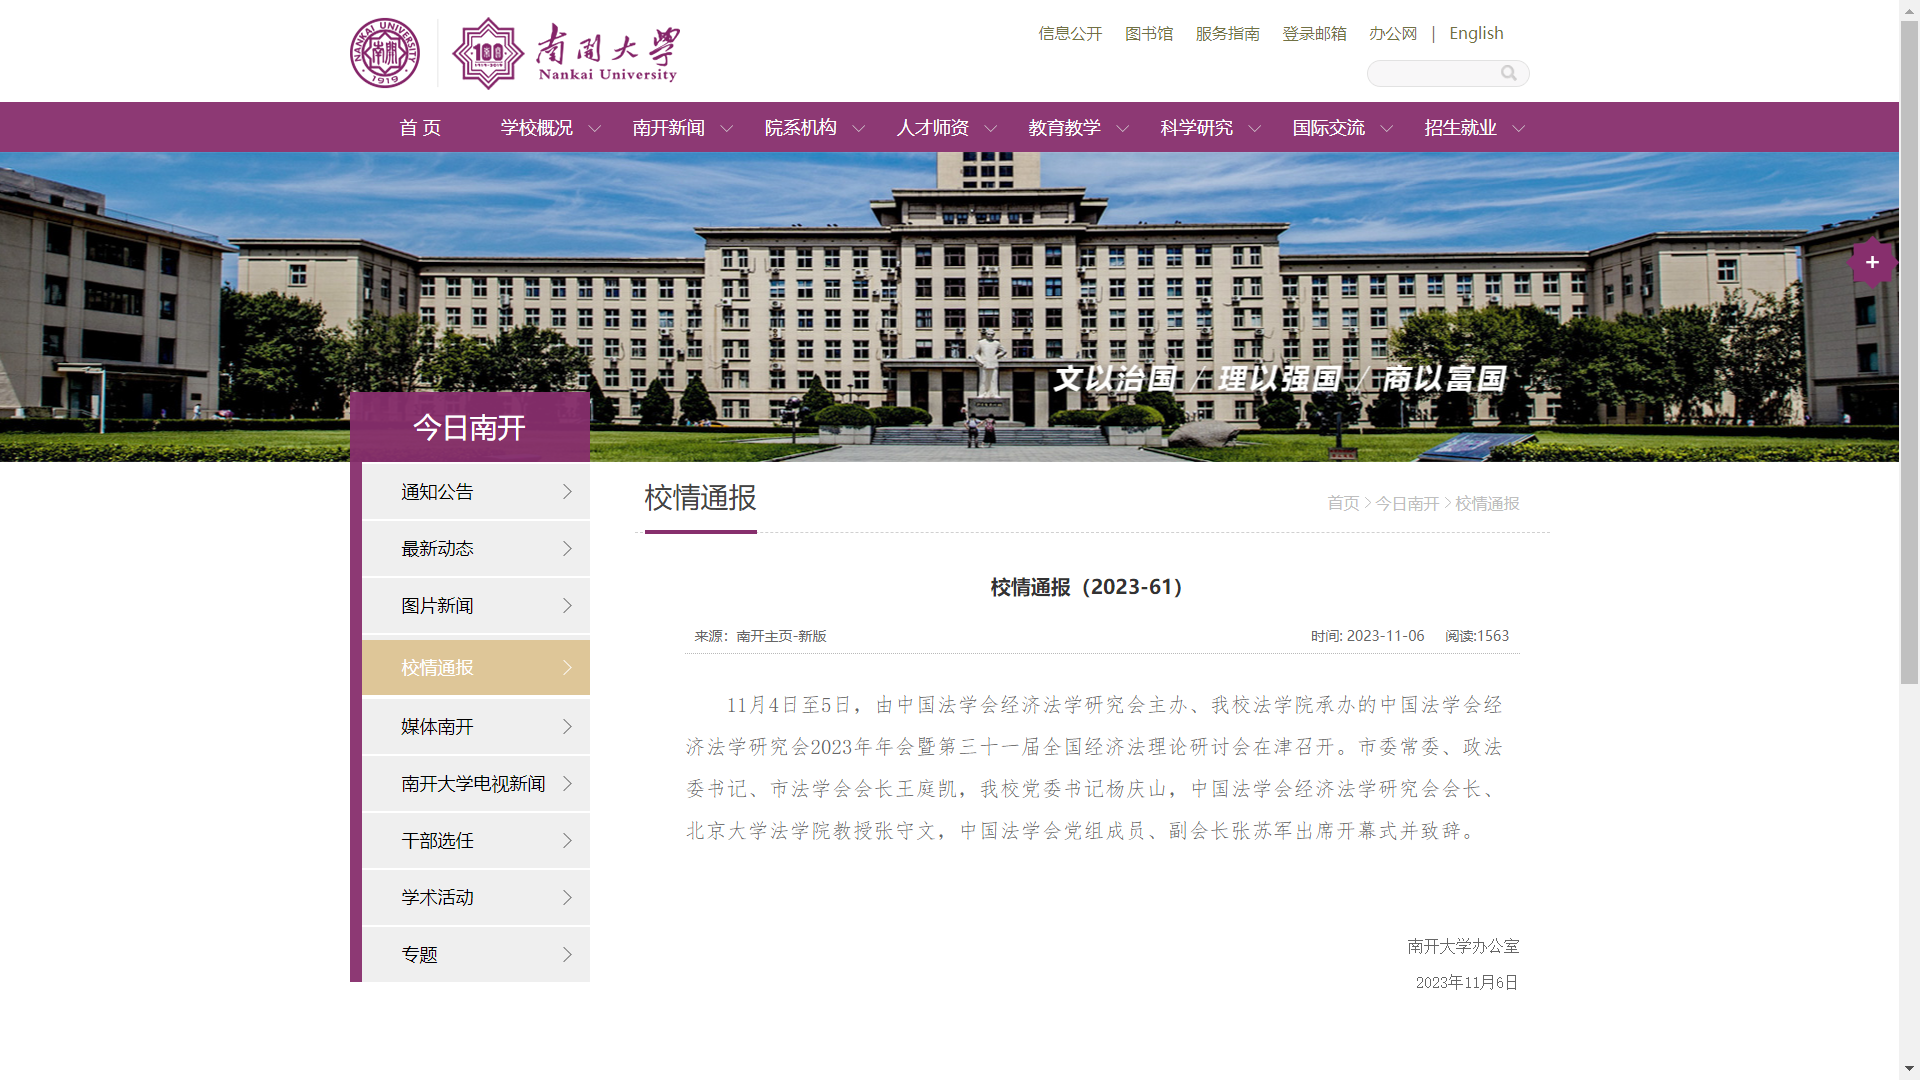 NANKAI UNIVERSITY
南開
1919
100
1919-2019
南開大學
Nankai University
信息公开 图书馆 服务指南 登录邮箱 办公网 | English
首 页 学校概况 南开新闻 院系机构 人才师资 教育教学 科学研究 国际交流 招生就业
+
文以治国 / 理以强国 / 商以富国
今日南开
通知公告
最新动态
图片新闻
校情通报
媒体南开
南开大学电视新闻
干部选任
学术活动
专题
校情通报
首页 > 今日南开 > 校情通报
校情通报（2023-61）
来源：南开主页-新版 时间: 2023-11-06 阅读:1563
11月4日至5日，由中国法学会经济法学研究会主办、我校法学院承办的中国法学会经
济法学研究会2023年年会暨第三十一届全国经济法理论研讨会在津召开。市委常委、政法
委书记、市法学会会长王庭凯，我校党委书记杨庆山，中国法学会经济法学研究会会长、
北京大学法学院教授张守文，中国法学会党组成员、副会长张苏军出席开幕式并致辞。
南开大学办公室
2023年11月6日